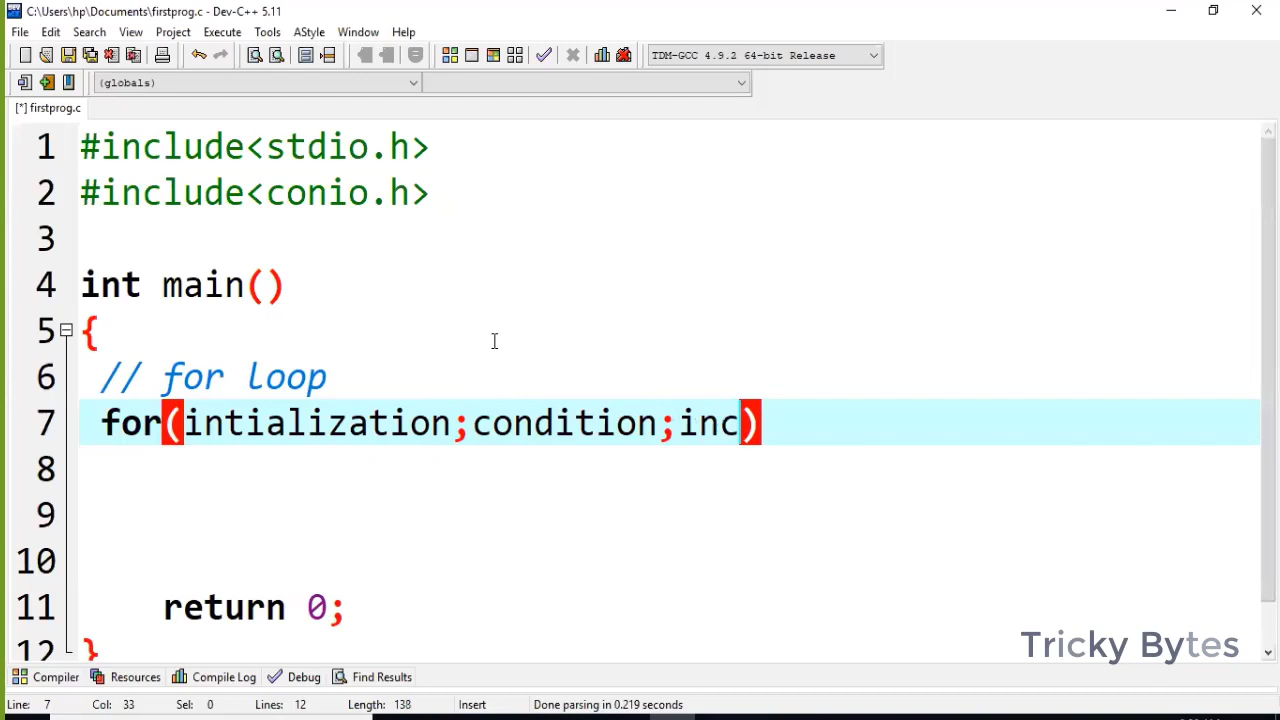 C:\Users\hp\Documents\firstprog.c - Dev-C++ 5.11
File Edit Search View Project Execute Tools AStyle Window Help
TDM-GCC 4.9.2 64-bit Release
(globals)
[*] firstprog.c
1 #include<stdio.h>
2 #include<conio.h>
3
4 int main()
5 {
6 // for loop
7 for(intialization;condition;inc)
8
9
10
11 return 0;
12 }
Tricky Bytes
Compiler Resources Compile Log Debug Find Results
Line: 7 Col: 33 Sel: 0 Lines: 12 Length: 138 Insert Done parsing in 0.219 seconds